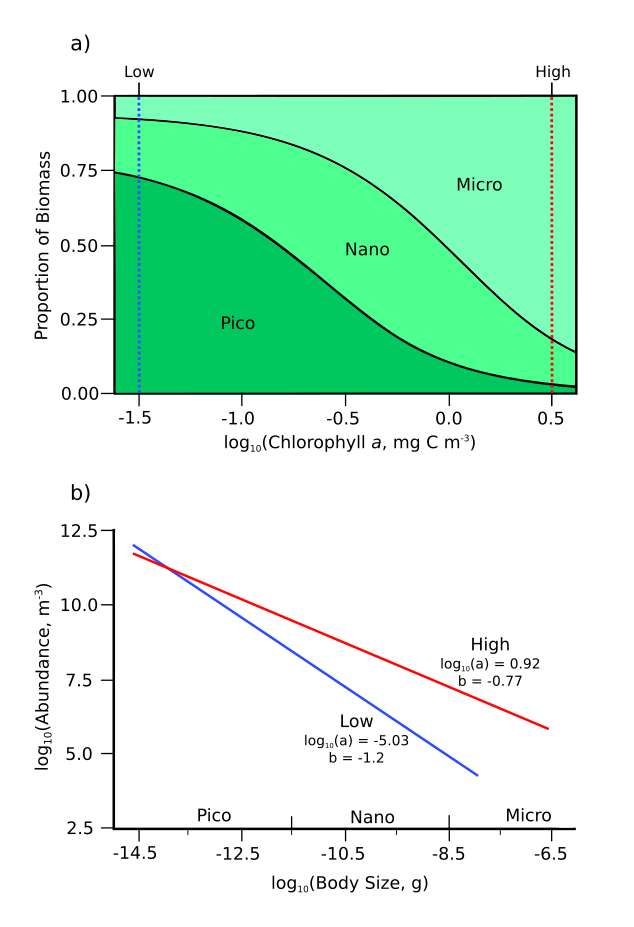 a)
Low High
1.00
0.75
0.50
0.25
0.00
Proportion of Biomass
Micro
Nano
Pico
-1.5 -1.0 -0.5 0.0 0.5
log₁₀(Chlorophyll a, mg C m⁻³)
b)
12.5
10.0
7.5
5.0
2.5
log₁₀(Abundance, m⁻³)
High
log₁₀(a) = 0.92
b = -0.77
Low
log₁₀(a) = -5.03
b = -1.2
Pico Nano Micro
-14.5 -12.5 -10.5 -8.5 -6.5
log₁₀(Body Size, g)